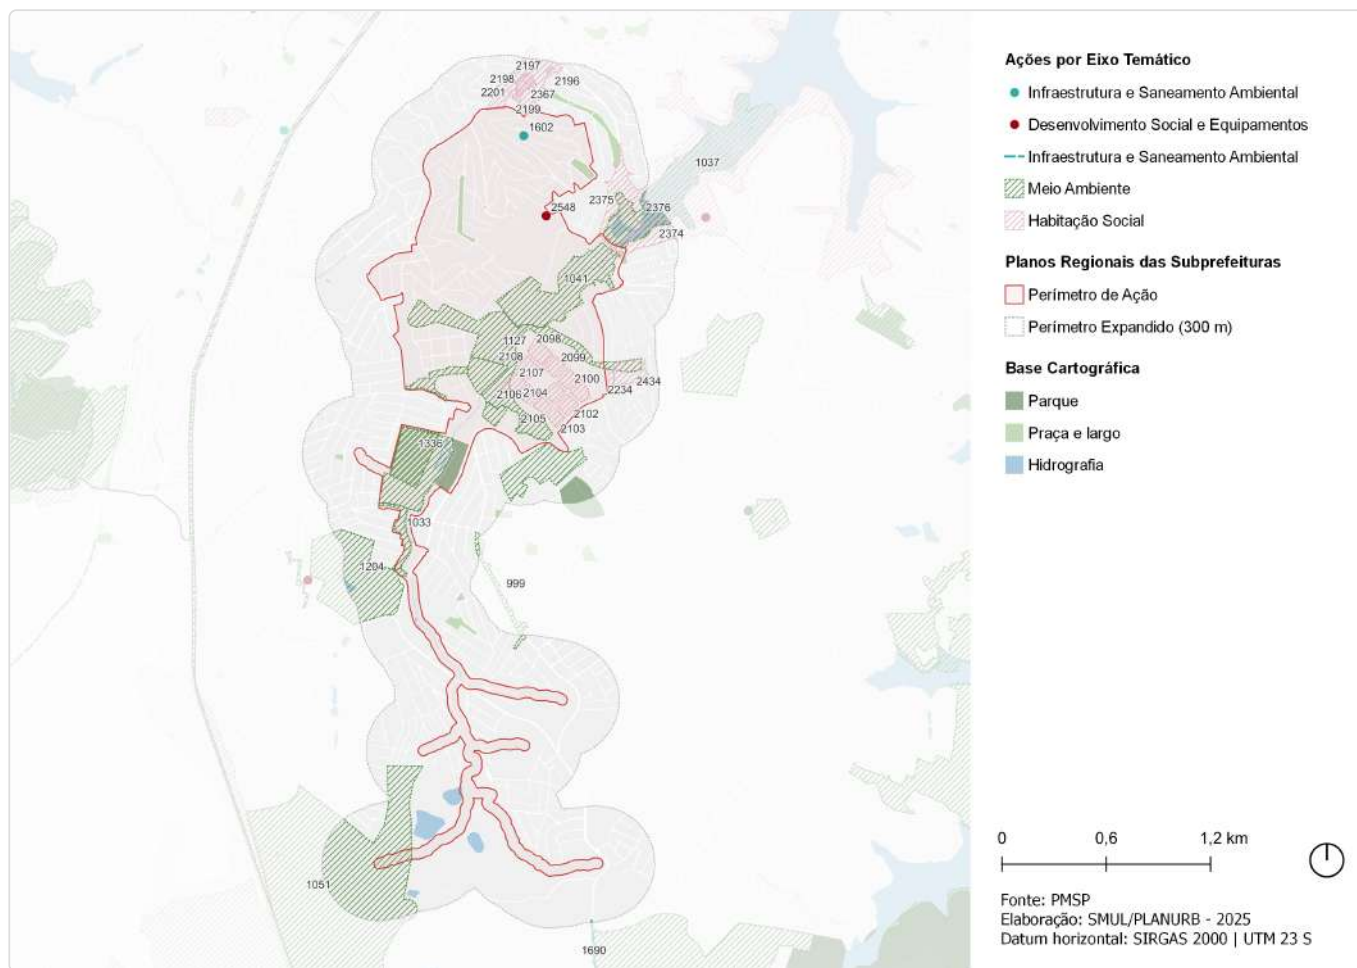 2197
2198
2196
2201
2367
2199
1602
1037
2375
2376
2548
2374
1041
1127
2098
2108
2099
2107
2100
2434
2106
2104
2234
2105
2102
2103
1336
1033
1204
999
1051
1690
Ações por Eixo Temático
Infraestrutura e Saneamento Ambiental
Desenvolvimento Social e Equipamentos
Infraestrutura e Saneamento Ambiental
Meio Ambiente
Habitação Social
Planos Regionais das Subprefeituras
Perímetro de Ação
Perímetro Expandido (300 m)
Base Cartográfica
Parque
Praça e largo
Hidrografia
0 0,6 1,2 km
Fonte: PMSP
Elaboração: SMUL/PLANURB - 2025
Datum horizontal: SIRGAS 2000 | UTM 23 S